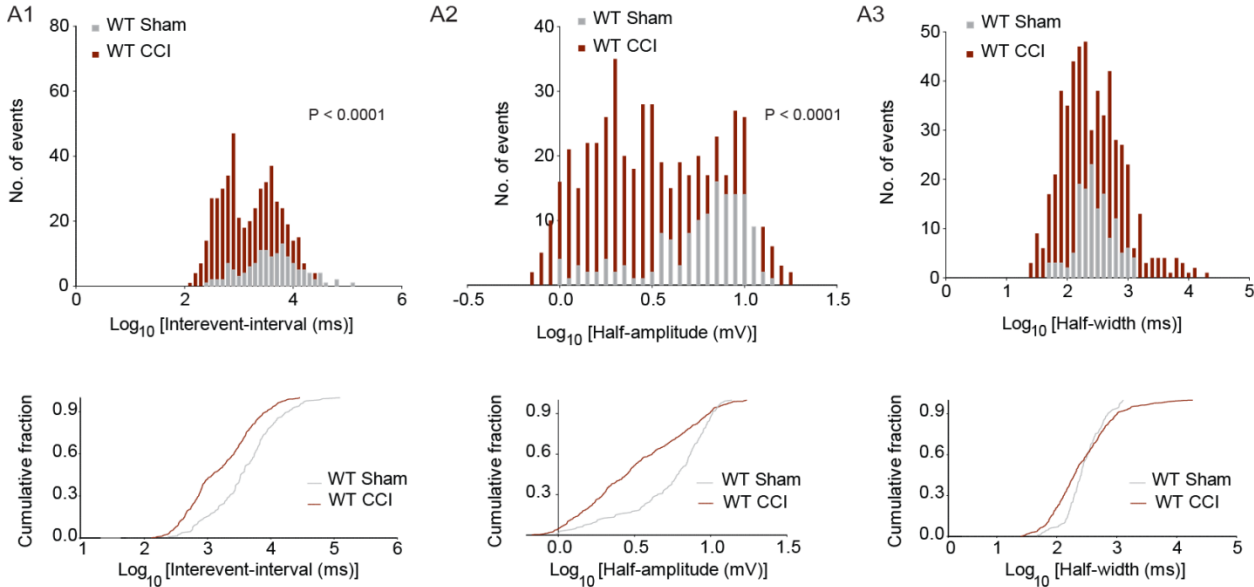 A1
WT Sham
WT CCI
P < 0.0001
No. of events
80
60
40
20
0
0 2 4 6
Log10 [Interevent-interval (ms)]
A2
WT Sham
WT CCI
P < 0.0001
No. of events
40
30
20
10
0
-0.5 0.0 0.5 1.0 1.5
Log10 [Half-amplitude (mV)]
A3
WT Sham
WT CCI
No. of events
50
40
30
20
10
0
0 1 2 3 4 5
Log10 [Half-width (ms)]
Cumulative fraction
0.9
0.6
0.3
0.0
WT Sham
WT CCI
1 2 3 4 5 6
Log10 [Interevent-interval (ms)]
Cumulative fraction
0.9
0.6
0.3
WT Sham
WT CCI
0.0 0.5 1.0 1.5
Log10 [Half-amplitude (mV)]
Cumulative fraction
0.9
0.6
0.3
0.0
WT Sham
WT CCI
0 1 2 3 4 5
Log10 [Half-width (ms)]